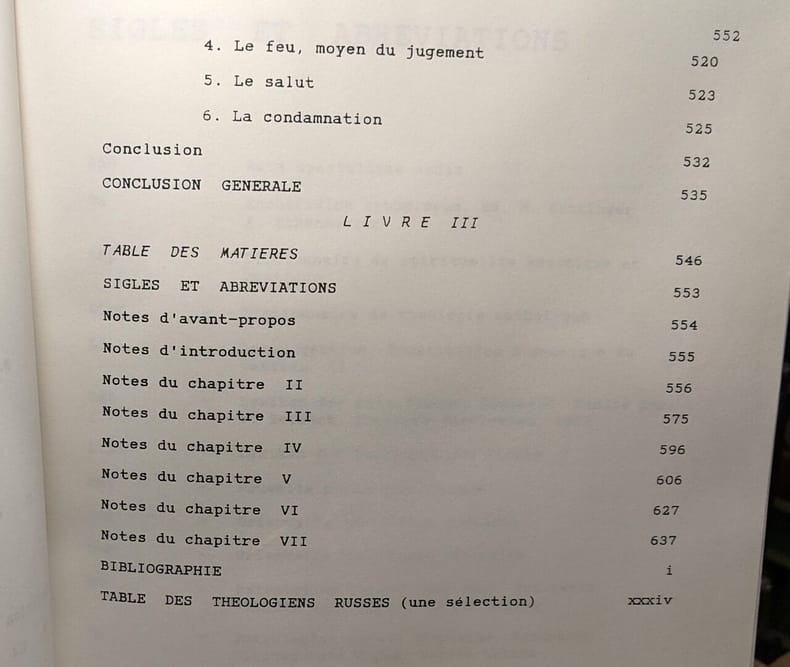 552
4. Le feu, moyen du jugement 520
5. Le salut 523
6. La condamnation 525
Conclusion 532
CONCLUSION GENERALE 535
L I V R E III
TABLE DES MATIERES 546
SIGLES ET ABREVIATIONS 553
Notes d'avant-propos 554
Notes d'introduction 555
Notes du chapitre II 556
Notes du chapitre III 575
Notes du chapitre IV 596
Notes du chapitre V 606
Notes du chapitre VI 627
Notes du chapitre VII 637
BIBLIOGRAPHIE i
TABLE DES THEOLOGIENS RUSSES (une sélection) xxxiv